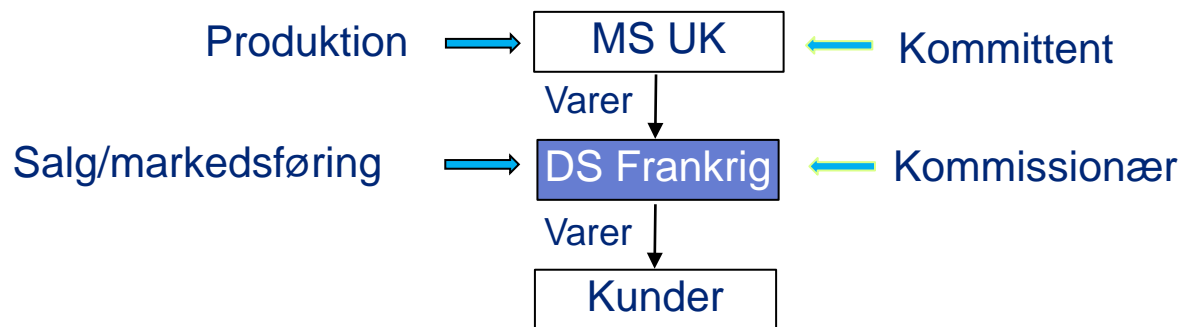 Produktion
MS UK
Kommittent
Varer
Salg/markedsføring
DS Frankrig
Kommissionær
Varer
Kunder